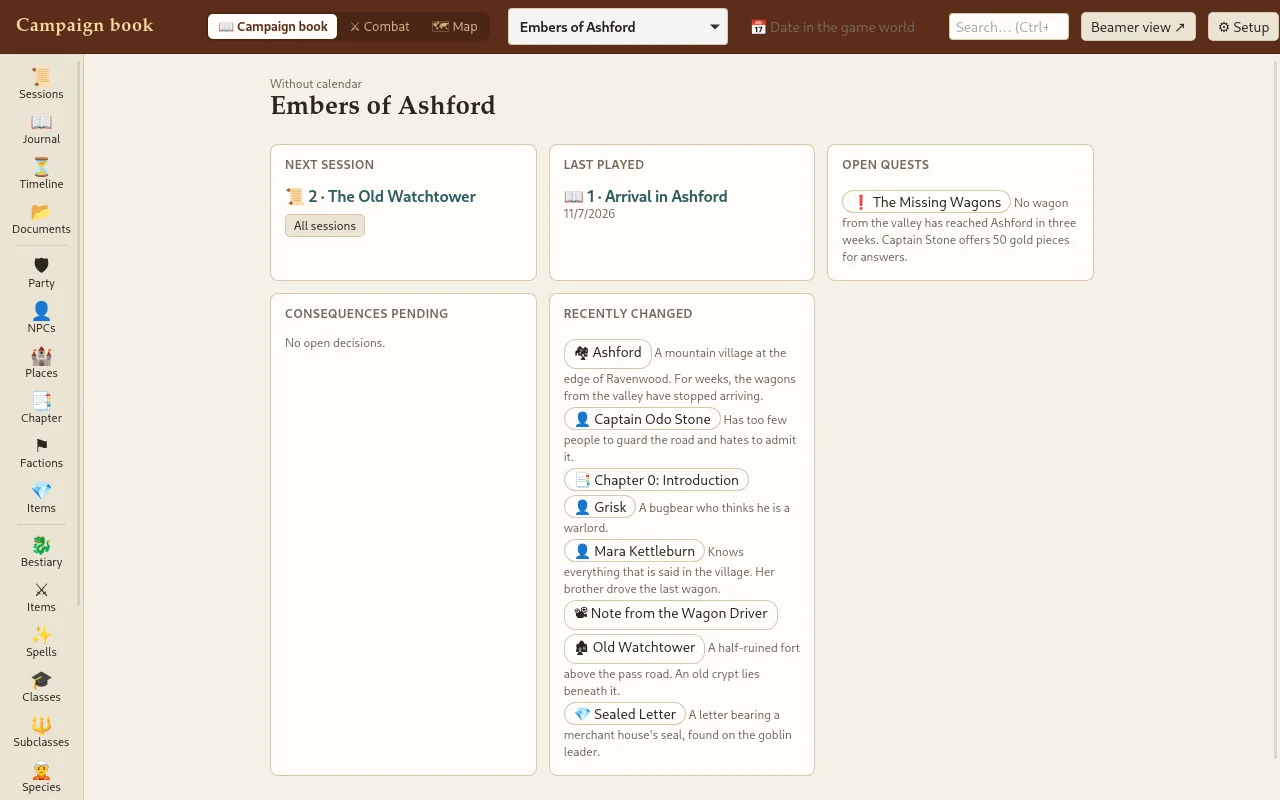 Campaign book
Campaign book
Combat
Map
Embers of Ashford
Date in the game world
Search... (Ctrl+
Beamer view ↗
Setup
Sessions
Journal
Timeline
Documents
Party
NPCs
Places
Chapter
Factions
Items
Bestiary
Items
Spells
Classes
Subclasses
Species
Without calendar
Embers of Ashford
NEXT SESSION
2 · The Old Watchtower
All sessions
LAST PLAYED
1 · Arrival in Ashford
11/7/2026
OPEN QUESTS
The Missing Wagons No wagon
from the valley has reached Ashford in three
weeks. Captain Stone offers 50 gold pieces
for answers.
CONSEQUENCES PENDING
No open decisions.
RECENTLY CHANGED
Ashford A mountain village at the
edge of Ravenwood. For weeks, the wagons
from the valley have stopped arriving.
Captain Odo Stone Has too few
people to guard the road and hates to admit
it.
Chapter 0: Introduction
Grisk A bugbear who thinks he is a
warlord.
Mara Kettleburn Knows
everything that is said in the village. Her
brother drove the last wagon.
Note from the Wagon Driver
Old Watchtower A half-ruined fort
above the pass road. An old crypt lies
beneath it.
Sealed Letter A letter bearing a
merchant house's seal, found on the goblin
leader.